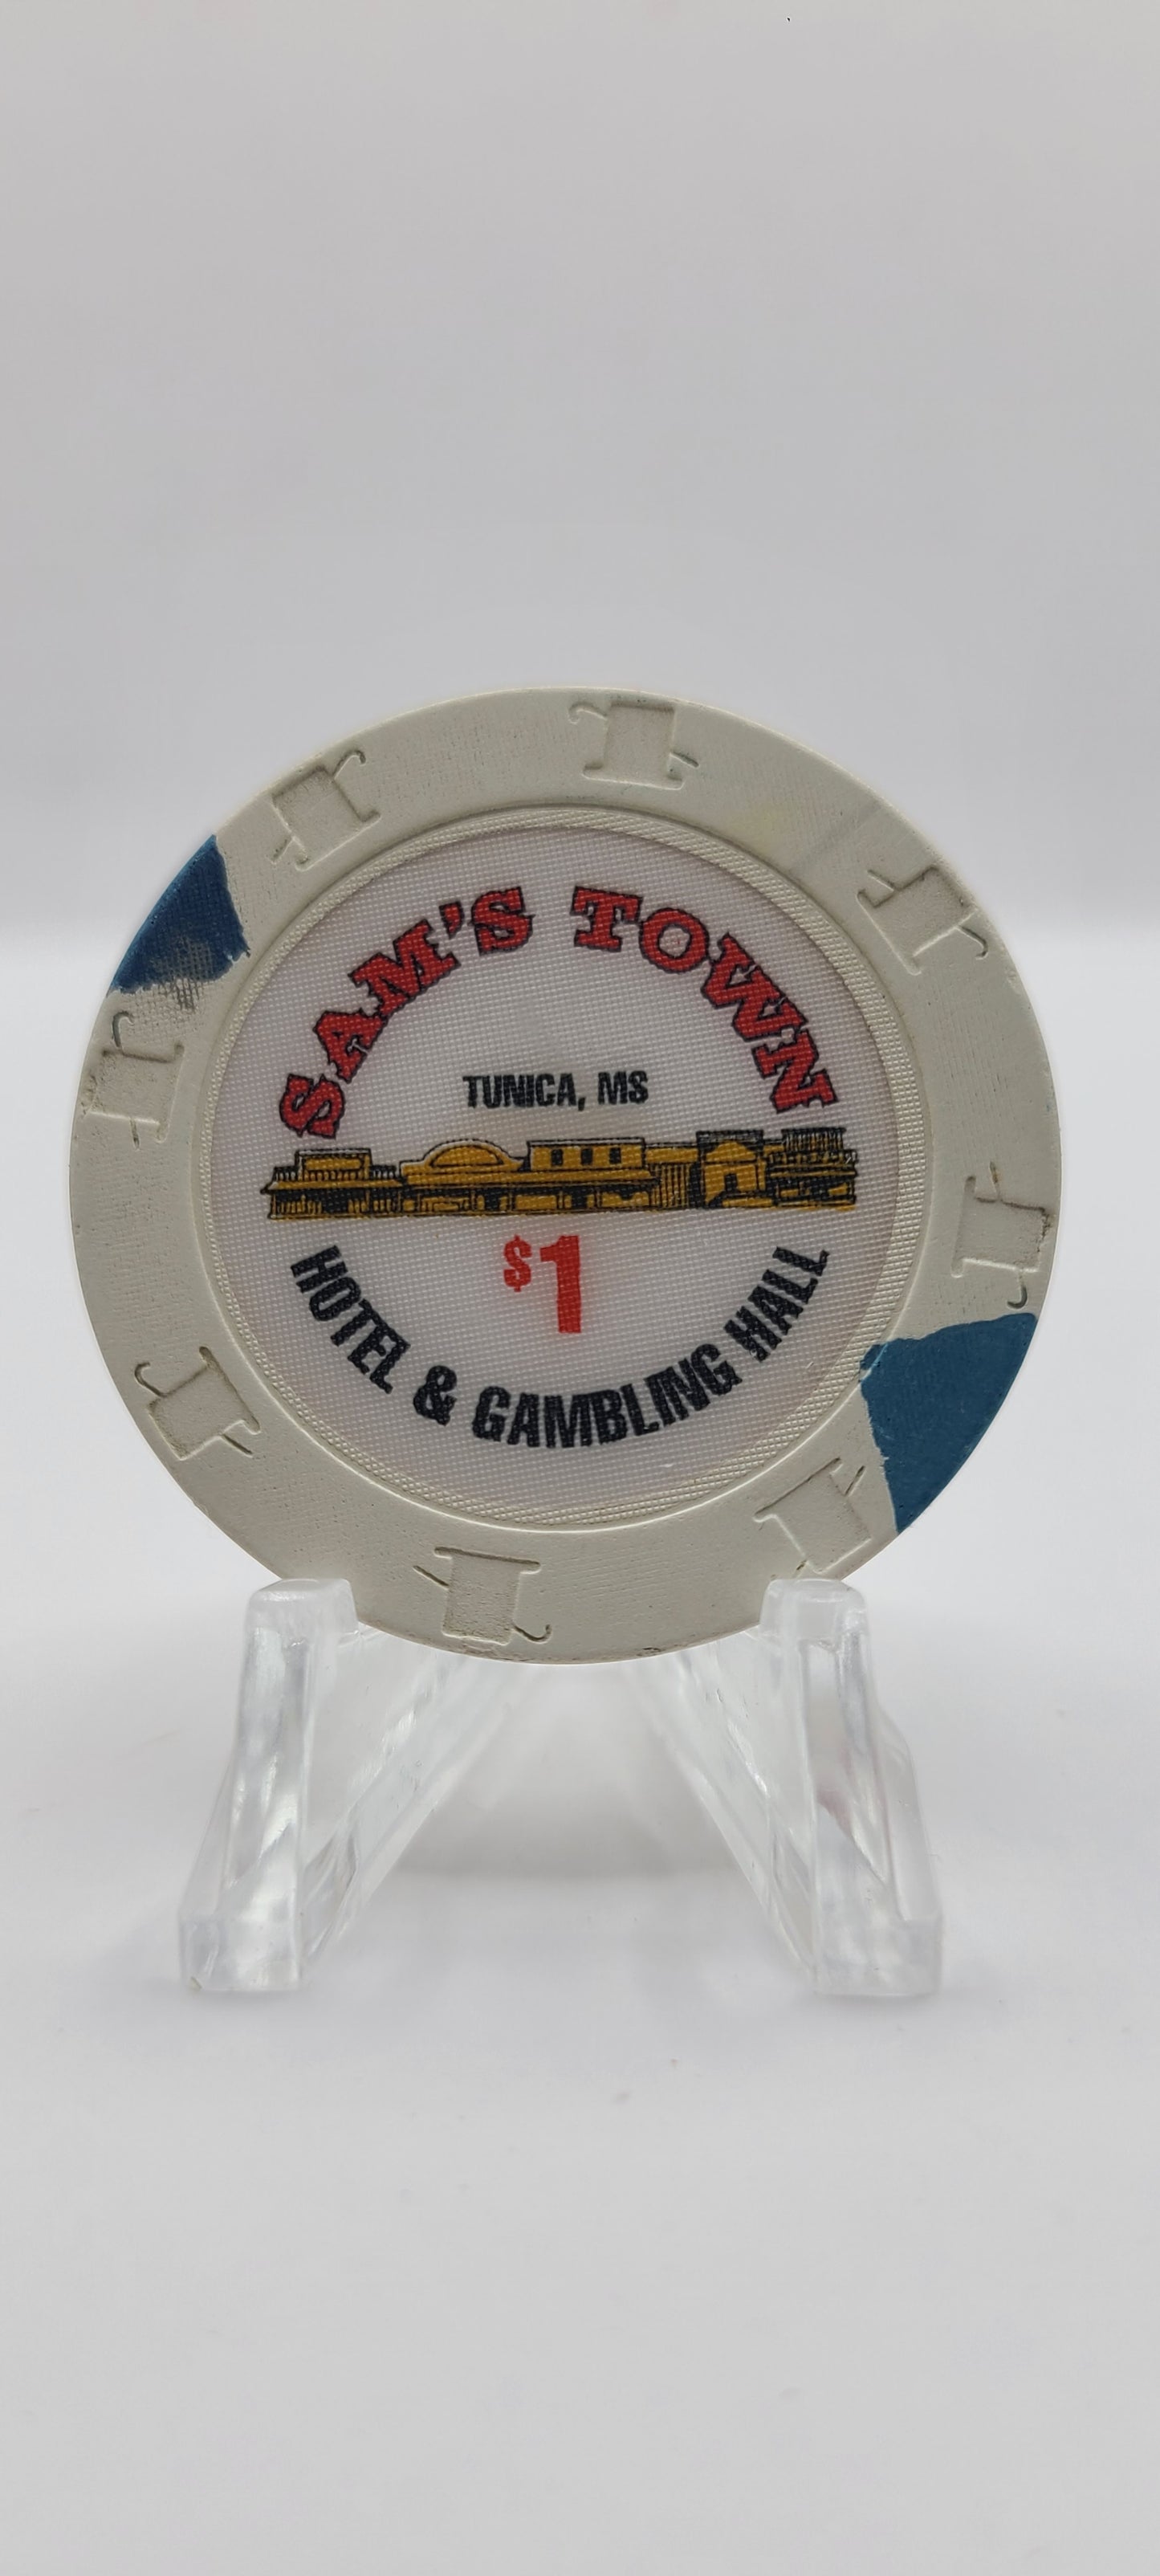 SAM'S TOWN
TUNICA, MS
$1
HOTEL & GAMBLING HALL